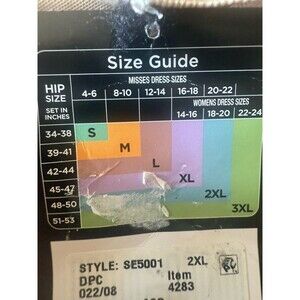 Size Guide
MISSES DRESS SIZES
HIP SIZE
SET IN INCHES
4-6 8-10 12-14 16-18 20-22
WOMENS DRESS SIZES
14-16 18-20 22-24
34-38 S
39-41 M
42-44 L
45-47 XL
48-50 2XL
51-53 3XL
STYLE: SE5001 2XL
DPC Item
022/08 4283